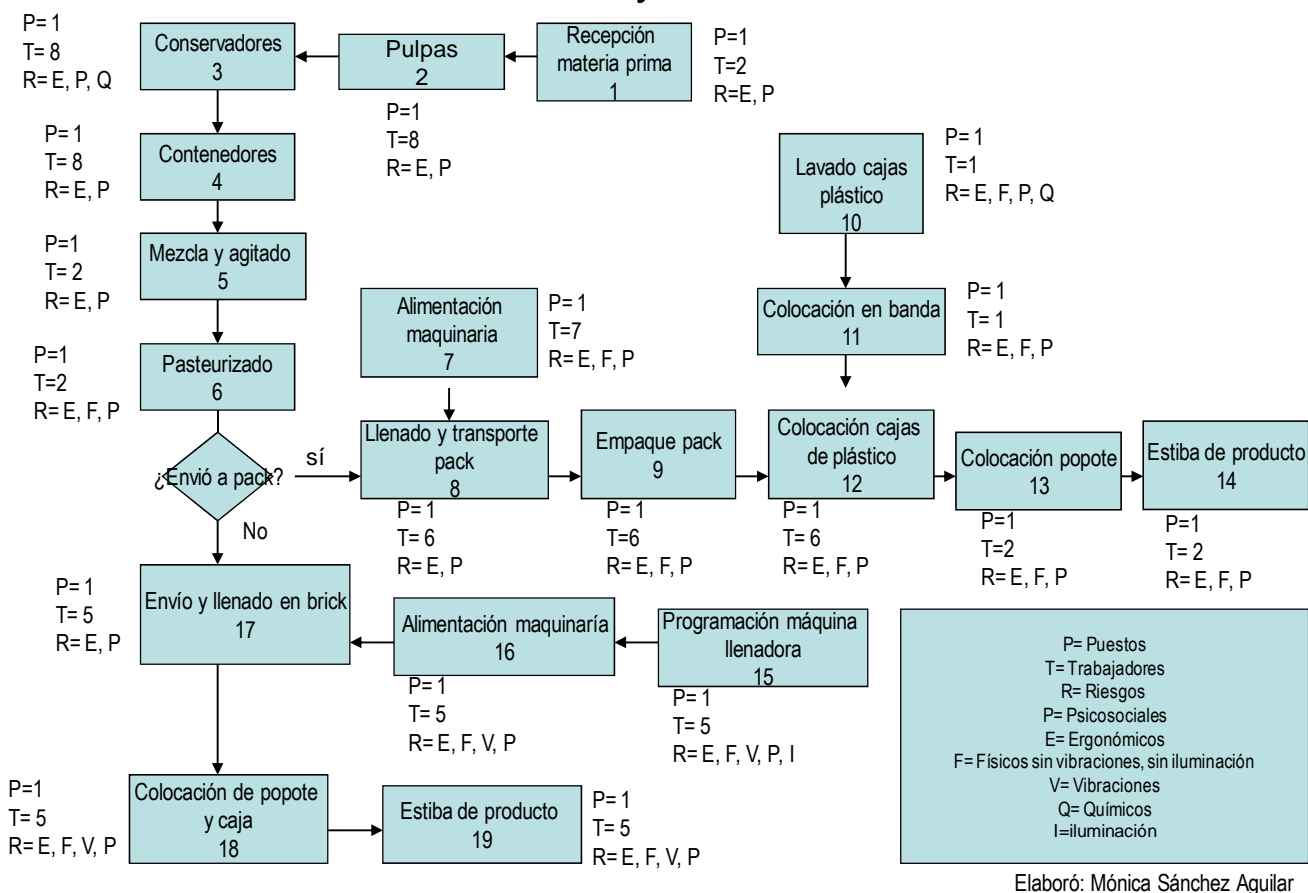 P= 1
T= 8
R= E, P, Q
Conservadores
3
Pulpas
2
P=1
T=8
R= E, P
Recepción
materia prima
1
P=1
T=2
R=E, P
P= 1
T= 8
R= E, P
Contenedores
4
Lavado cajas
plástico
10
P= 1
T=1
R= E, F, P, Q
P=1
T= 2
R= E, P
Mezcla y agitado
5
Alimentación
maquinaria
7
P= 1
T=7
R= E, F, P
Colocación en banda
11
P= 1
T= 1
R= E, F, P
P=1
T=2
R= E, F, P
Pasteurizado
6
¿Envió a pack?
sí
No
Llenado y transporte
pack
8
P= 1
T= 6
R= E, P
Empaque pack
9
P= 1
T=6
R= E, F, P
Colocación cajas
de plástico
12
P= 1
T= 6
R= E, F, P
Colocación popote
13
P=1
T=2
R= E, F, P
Estiba de producto
14
P=1
T= 2
R= E, F, P
P= 1
T= 5
R= E, P
Envío y llenado en brick
17
Alimentación maquinaría
16
P= 1
T= 5
R= E, F, V, P
Programación máquina
llenadora
15
P= 1
T= 5
R= E, F, V, P, I
P= Puestos
T= Trabajadores
R= Riesgos
P= Psicosociales
E= Ergonómicos
F= Físicos sin vibraciones, sin iluminación
V= Vibraciones
Q= Químicos
I=iluminación
P=1
T= 5
R= E, F, V, P
Colocación de popote
y caja
18
Estiba de producto
19
P= 1
T= 5
R= E, F, V, P
Elaboró: Mónica Sánchez Aguilar